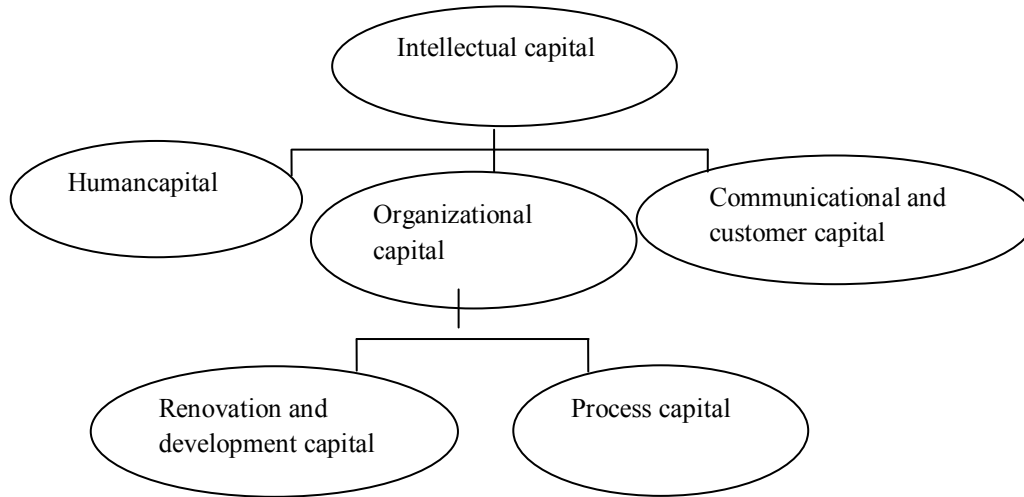 Intellectual capital
Humancapital
Organizational
capital
Communicational and
customer capital
Renovation and
development capital
Process capital